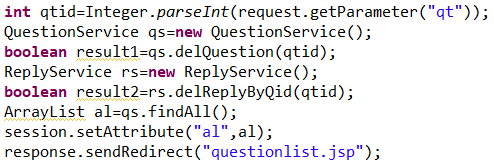 int qtid=Integer.parseInt(request.getParameter("qt"));
QuestionService qs=new QuestionService();
boolean result1=qs.delQuestion(qtid);
ReplyService rs=new ReplyService();
boolean result2=rs.delReplyByQid(qtid);
ArrayList al=qs.findAll();
session.setAttribute("al",al);
response.sendRedirect("questionlist.jsp");